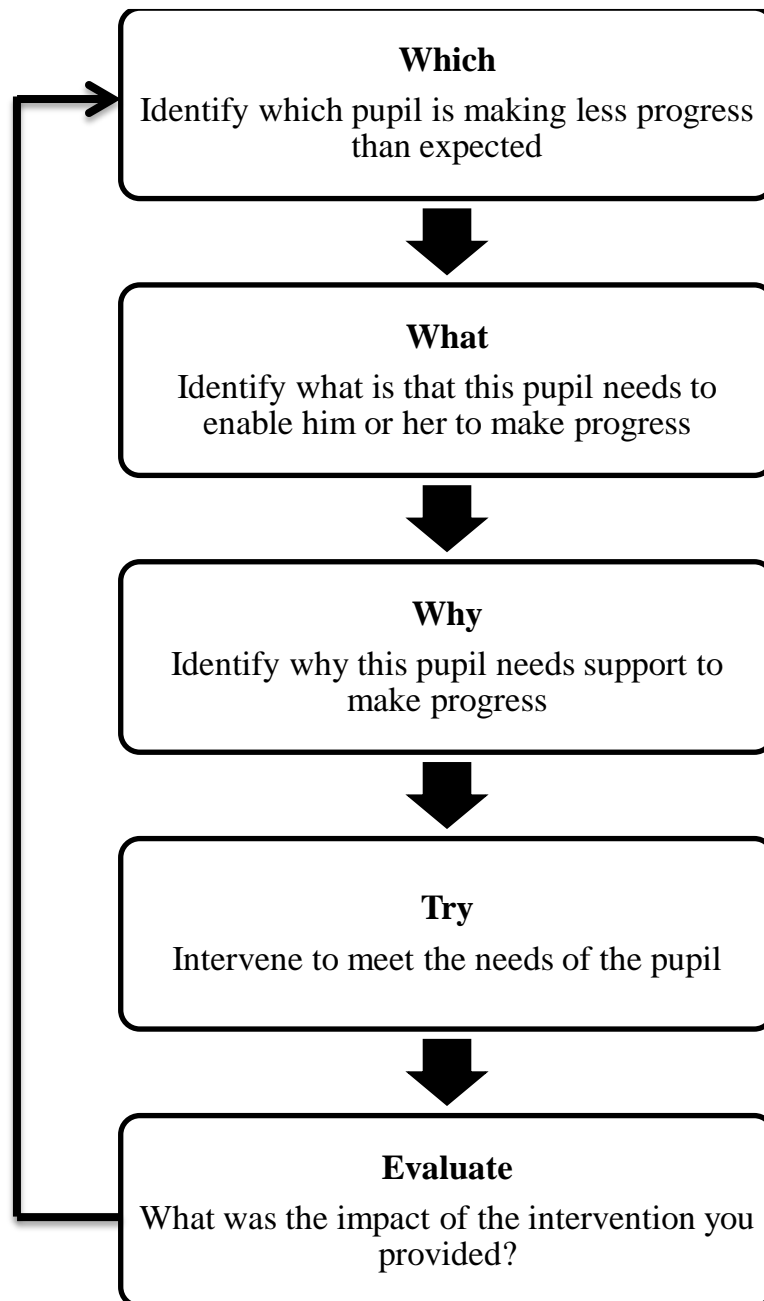 Which
Identify which pupil is making less progress
than expected
What
Identify what is that this pupil needs to
enable him or her to make progress
Why
Identify why this pupil needs support to
make progress
Try
Intervene to meet the needs of the pupil
Evaluate
What was the impact of the intervention you
provided?